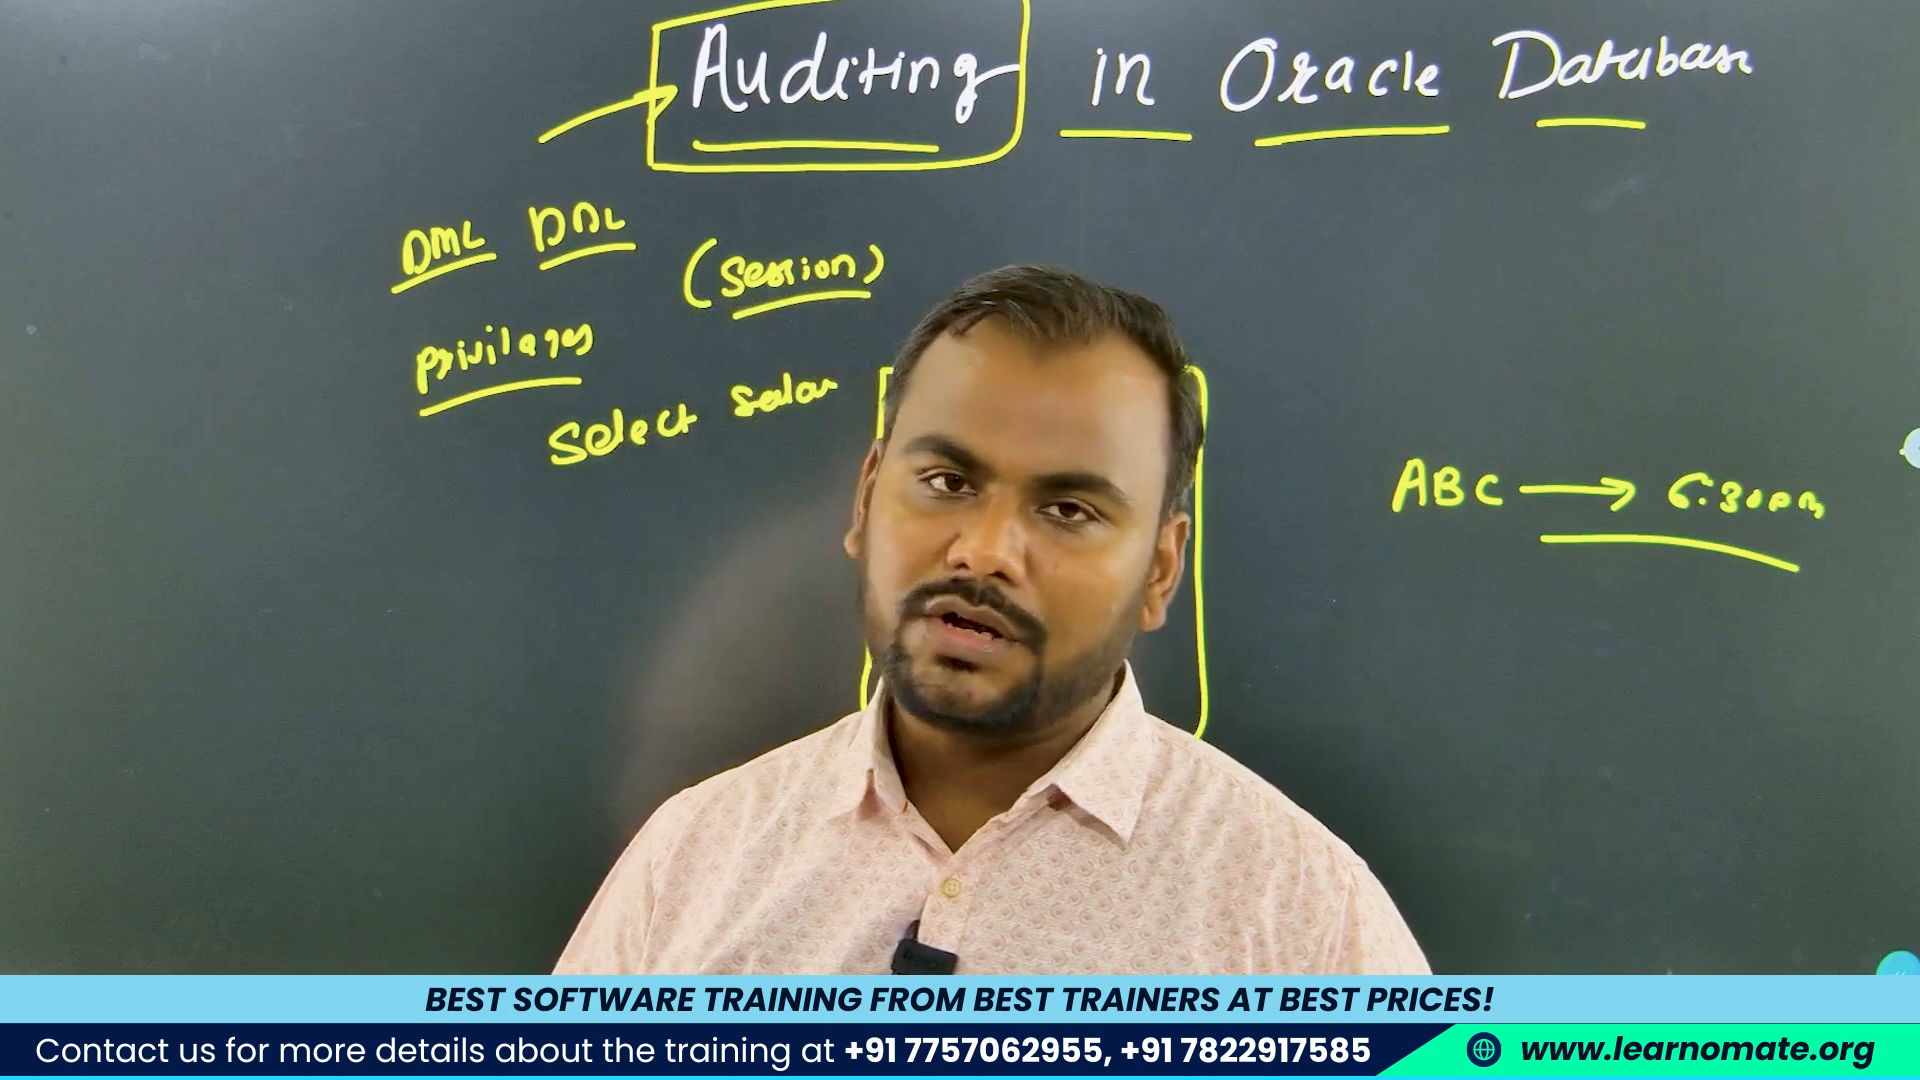 Auditing in Oracle Database
DML DDL (Session)
Privilages
Select Salar
ABC → 6:30pm
BEST SOFTWARE TRAINING FROM BEST TRAINERS AT BEST PRICES!
Contact us for more details about the training at +91 7757062955, +91 7822917585
www.learnomate.org